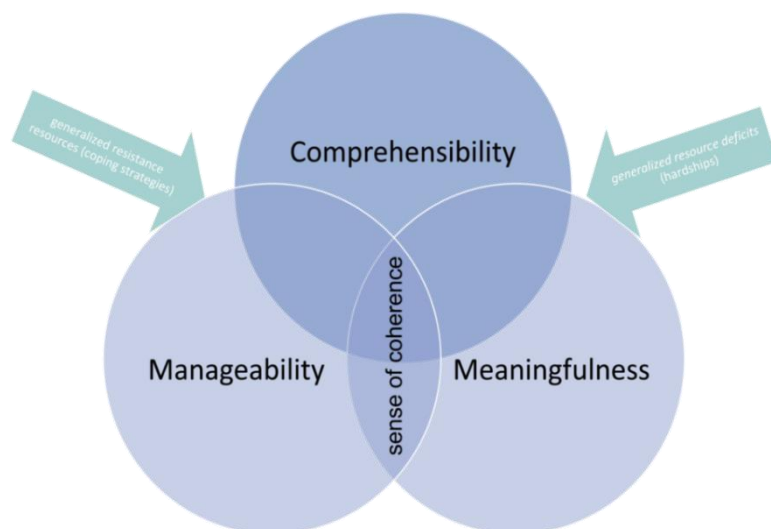 generalized resistance
resources (coping strategies)
generalized resource deficits
(hardships)
Comprehensibility
sense of coherence
Manageability
Meaningfulness